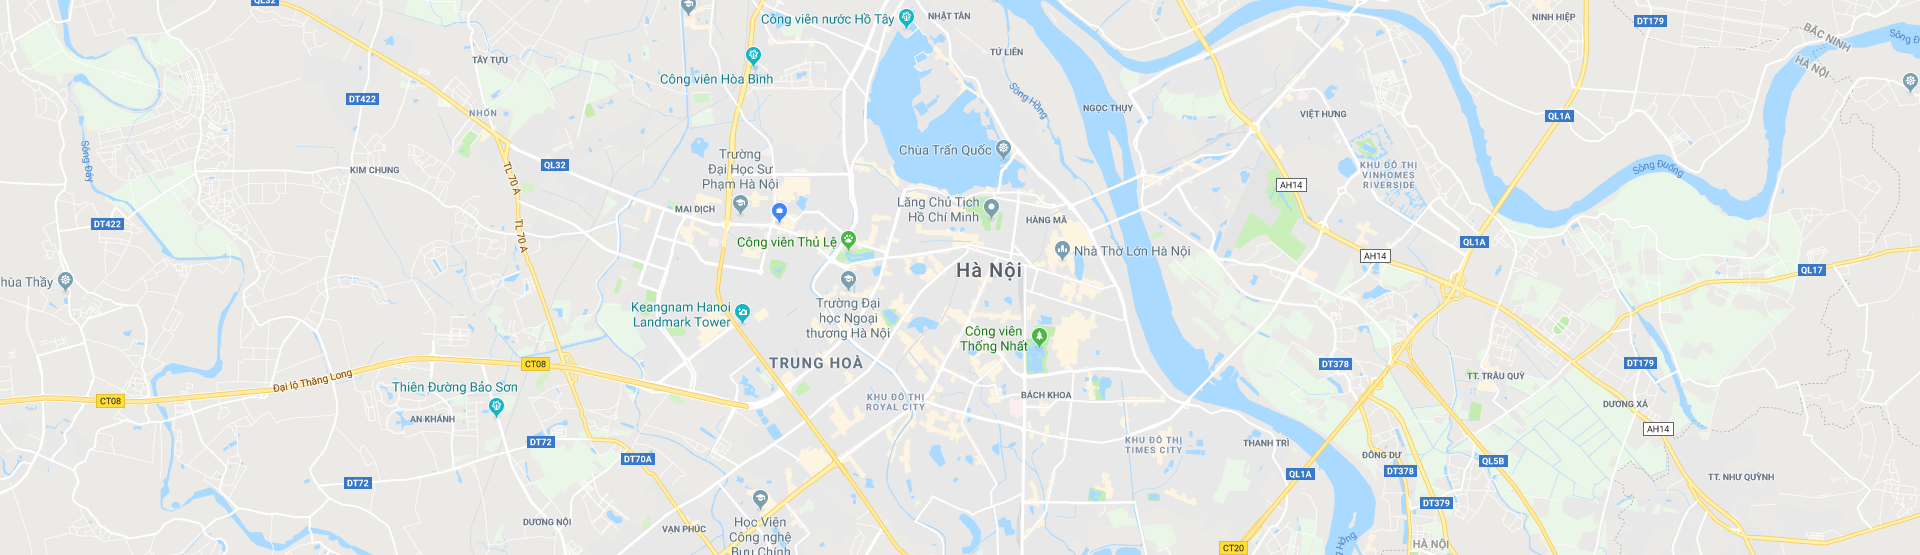 QL32
Công viên nước Hồ Tây
NHẬT TÂN
NINH HIỆP
DT179
BẮC NINH
HÀ NỘI
Sông Đ
TỨ LIÊN
TÂY TỰU
Công viên Hòa Bình
DT422
NHỔN
Sông Hồng
NGỌC THỤY
VIỆT HƯNG
QL1A
Sông Đáy
KIM CHUNG
QL32
TL 70 A
Trường
Đại Học Sư
Phạm Hà Nội
Chùa Trấn Quốc
KHU ĐÔ THỊ
VINHOMES
RIVERSIDE
Sông Đuống
AH14
DT422
TL 70 A
MAI DỊCH
Lăng Chủ Tịch
Hồ Chí Minh
HÀNG MÃ
Công viên Thủ Lệ
Nhà Thờ Lớn Hà Nội
AH14
QL1A
QL17
hùa Thầy
Hà Nội
Keangnam Hanoi
Landmark Tower
Trường Đại
học Ngoại
thương Hà Nội
Công viên
Thống Nhất
TRUNG HOÀ
CT08
DT378
DT179
TT. TRÂU QUỲ
Đại lộ Thăng Long
Thiên Đường Bảo Sơn
CT08
AN KHÁNH
KHU ĐÔ THỊ
ROYAL CITY
BÁCH KHOA
DƯƠNG XÁ
AH14
DT72
DT70A
KHU ĐÔ THỊ
TIMES CITY
THANH TRÌ
ĐÔNG DƯ
QL5B
DT72
QL1A
DT378
TT. NHƯ QUỲNH
DT379
DƯƠNG NỘI
VẠN PHÚC
Học Viện
Công nghệ
Bưu Chính
CT20
Hồng
HÀ NỘI